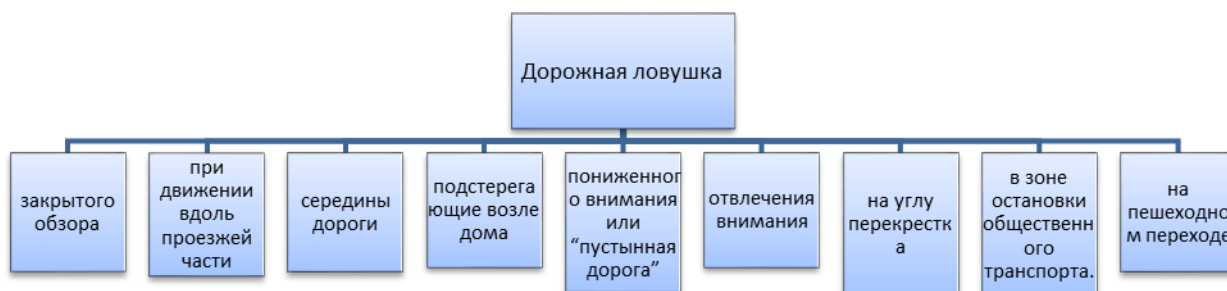 Дорожная ловушка
закрытого
обзора
при
движении
вдоль
проезжей
части
середины
дороги
подстерега
ющие возле
дома
пониженног
о внимания
или
“пустынная
дорога”
отвлечения
внимания
на углу
перекрестк
а
в зоне
остановки
общественн
ого
транспорта.
на
пешеходно
м переходе